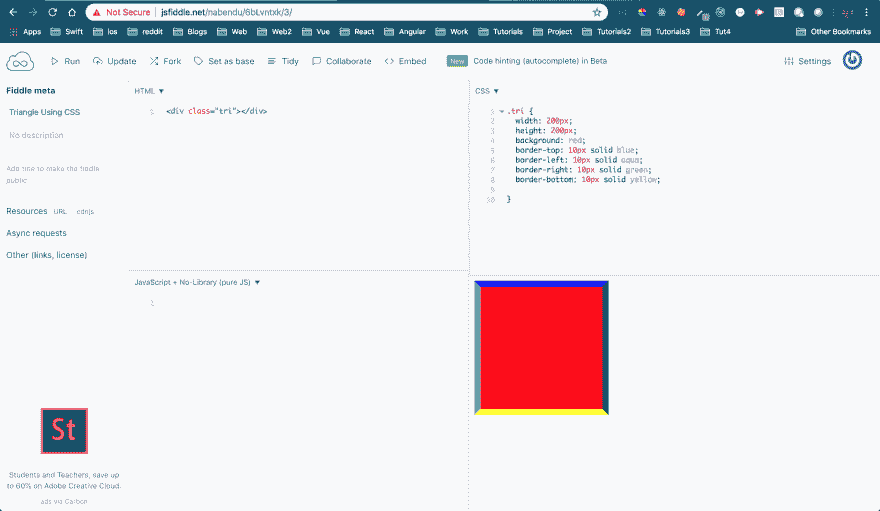 Not Secure | jsfiddle.net/nabendu/6bLvntxk/3/
Apps Swift ios reddit Blogs Web Web2 Vue React Angular Work Tutorials Project Tutorials2 Tutorials3 Tut4 Other Bookmarks
Run Update Fork Set as base Tidy Collaborate <> Embed New Code hinting (autocomplete) in Beta Settings
Fiddle meta
Triangle Using CSS
No description
Add title to make the fiddle
public.
Resources URL cdnjs
Async requests
Other (links, license)
HTML ▼
1 <div class="tri"></div>
CSS ▼
1 .tri {
2 width: 200px;
3 height: 200px;
4 background: red;
5 border-top: 10px solid blue;
6 border-left: 10px solid aqua;
7 border-right: 10px solid green;
8 border-bottom: 10px solid yellow;
9
10 }
JavaScript + No-Library (pure JS) ▼
1
St
Students and Teachers, save up
to 60% on Adobe Creative Cloud.
ads via Carbon